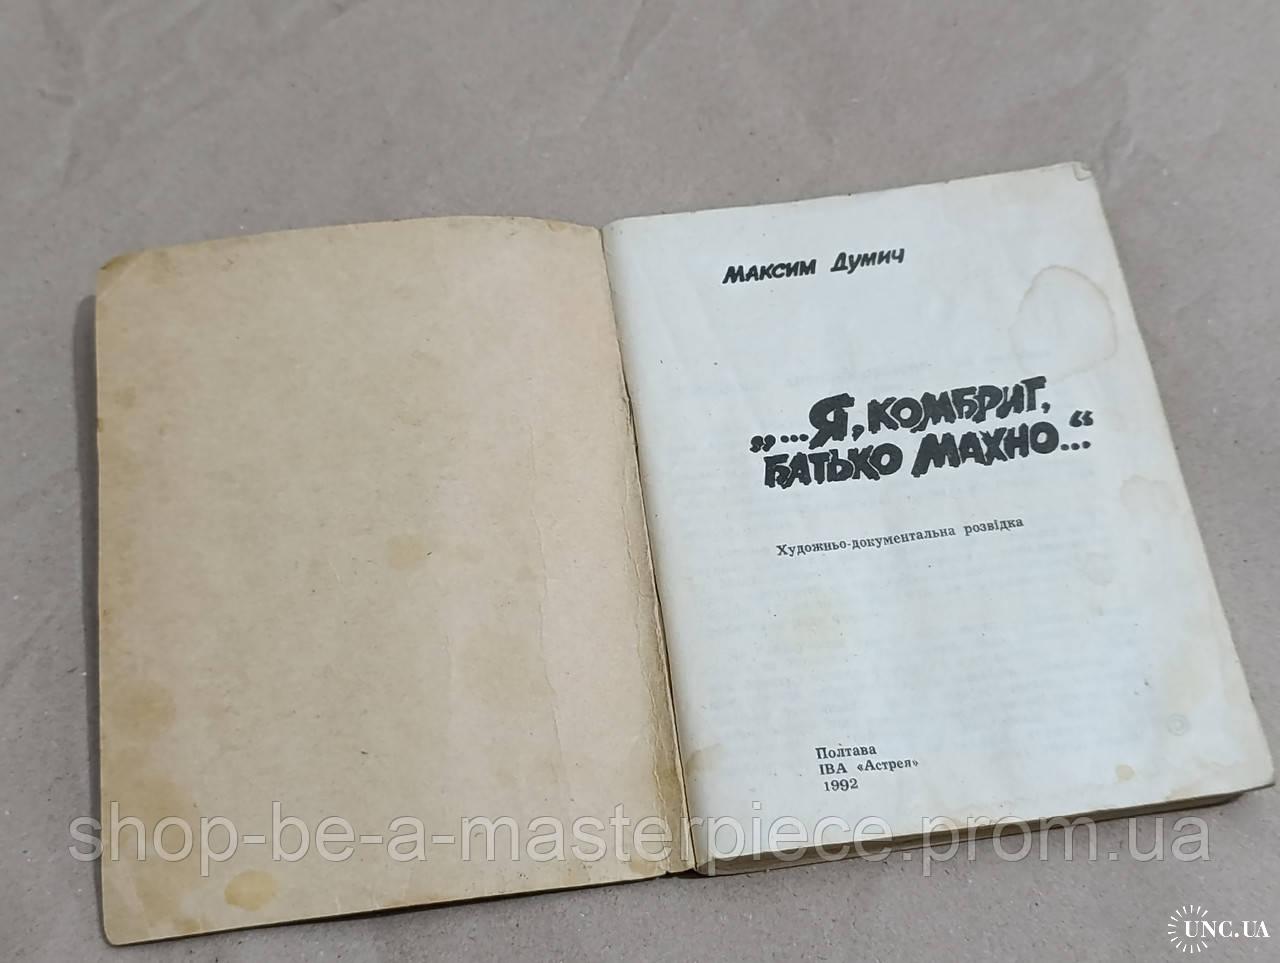 Максим Думич
„...Я, КОМБРИГ,
БАТЬКО МАХНО..."
Художньо-документальна розвідка
Полтава
ІВА «Астрея»
1992
shop-be-a-masterpiece.prom.ua
UNC.UA